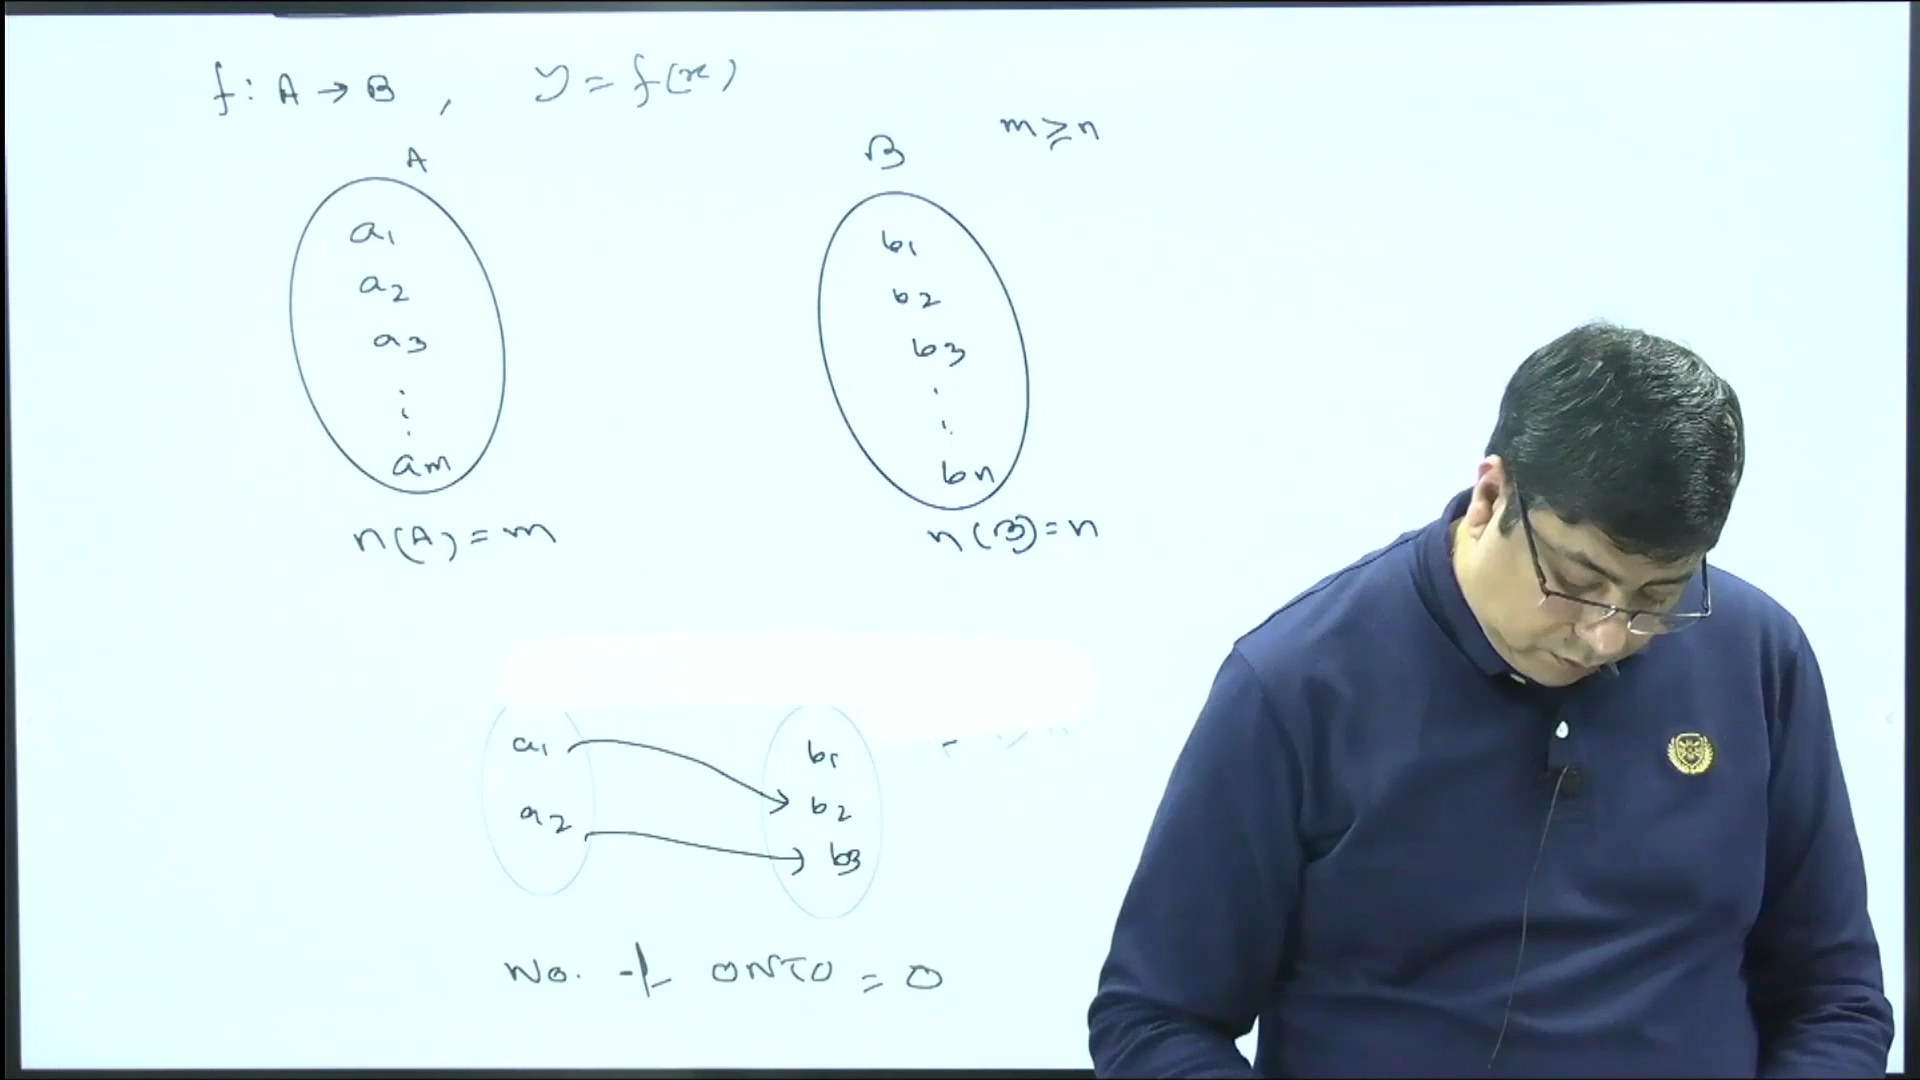 f : A → B , y = f(x)
m ≥ n
A B
a1 b1
a2 b2
a3 b3
⋮ ⋮
am bn
n(A) = m n(B) = n
a1 b1
a2 b2
b3
No. of ONTO = 0